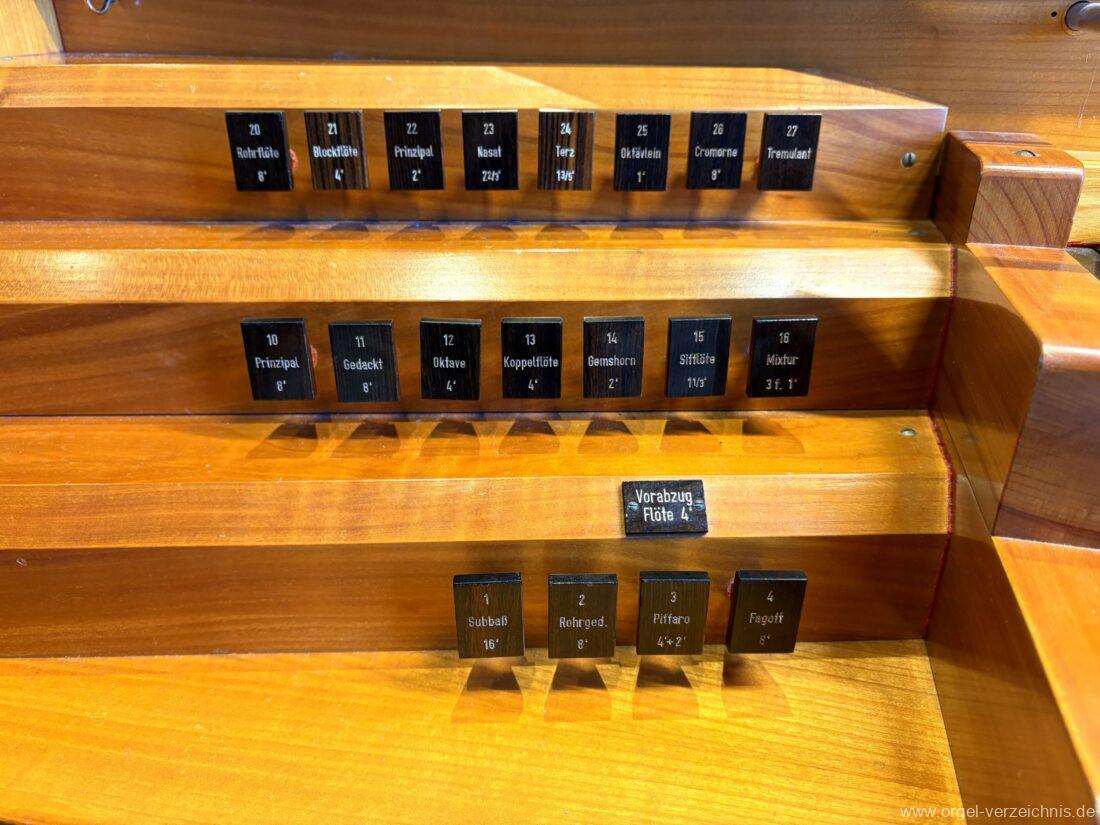 20
Rohrflöte
8'
21
Blockflöte
4'
22
Prinzipal
2'
23
Nasat
2 2/3'
24
Terz
1 3/5'
25
Oktävlein
1'
26
Cromorne
8'
27
Tremulant
10
Prinzipal
8'
11
Gedackt
8'
12
Oktave
4'
13
Koppelflöte
4'
14
Gemshorn
2'
15
Sifflöte
1 1/3'
16
Mixtur
3 f. 1'
Vorabzug
Flöte 4'
1
Subbaß
16'
2
Rohrged.
8'
3
Piffaro
4'+2'
4
Fagott
8'
www.orgel-verzeichnis.de